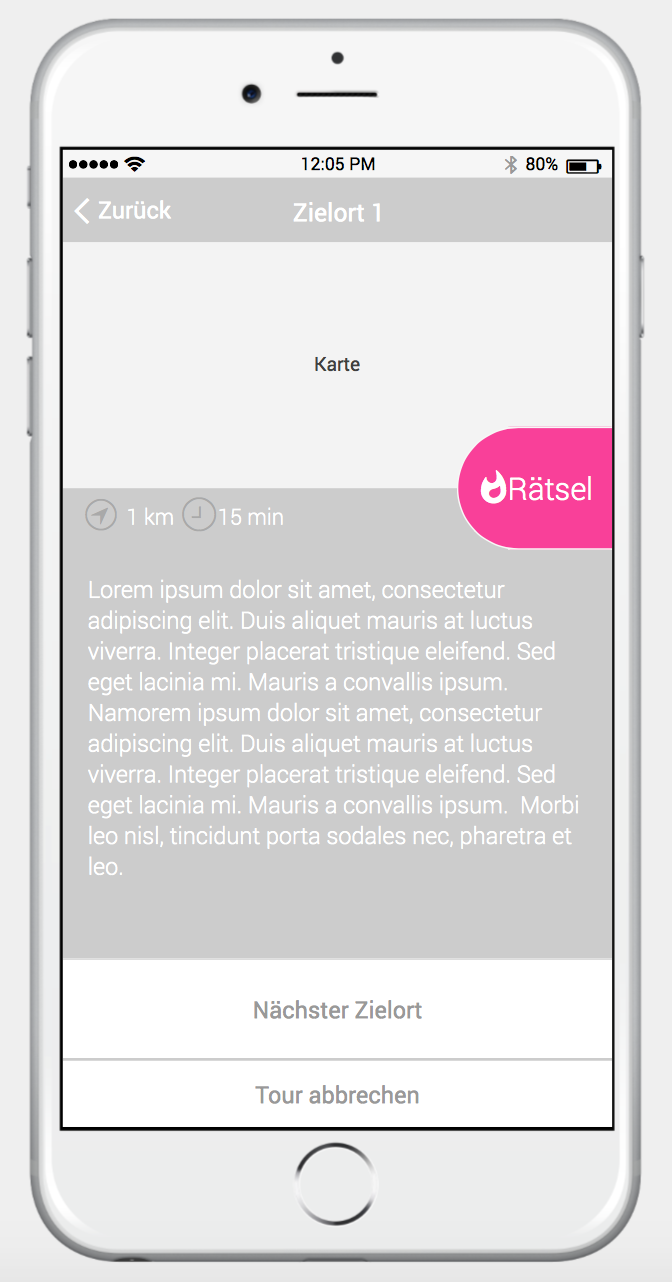 12:05 PM 80%
Zurück Zielort 1
Karte
Rätsel
1 km 15 min
Lorem ipsum dolor sit amet, consectetur
adipiscing elit. Duis aliquet mauris at luctus
viverra. Integer placerat tristique eleifend. Sed
eget lacinia mi. Mauris a convallis ipsum.
Namorem ipsum dolor sit amet, consectetur
adipiscing elit. Duis aliquet mauris at luctus
viverra. Integer placerat tristique eleifend. Sed
eget lacinia mi. Mauris a convallis ipsum.  Morbi
leo nisl, tincidunt porta sodales nec, pharetra et
leo.
Nächster Zielort
Tour abbrechen